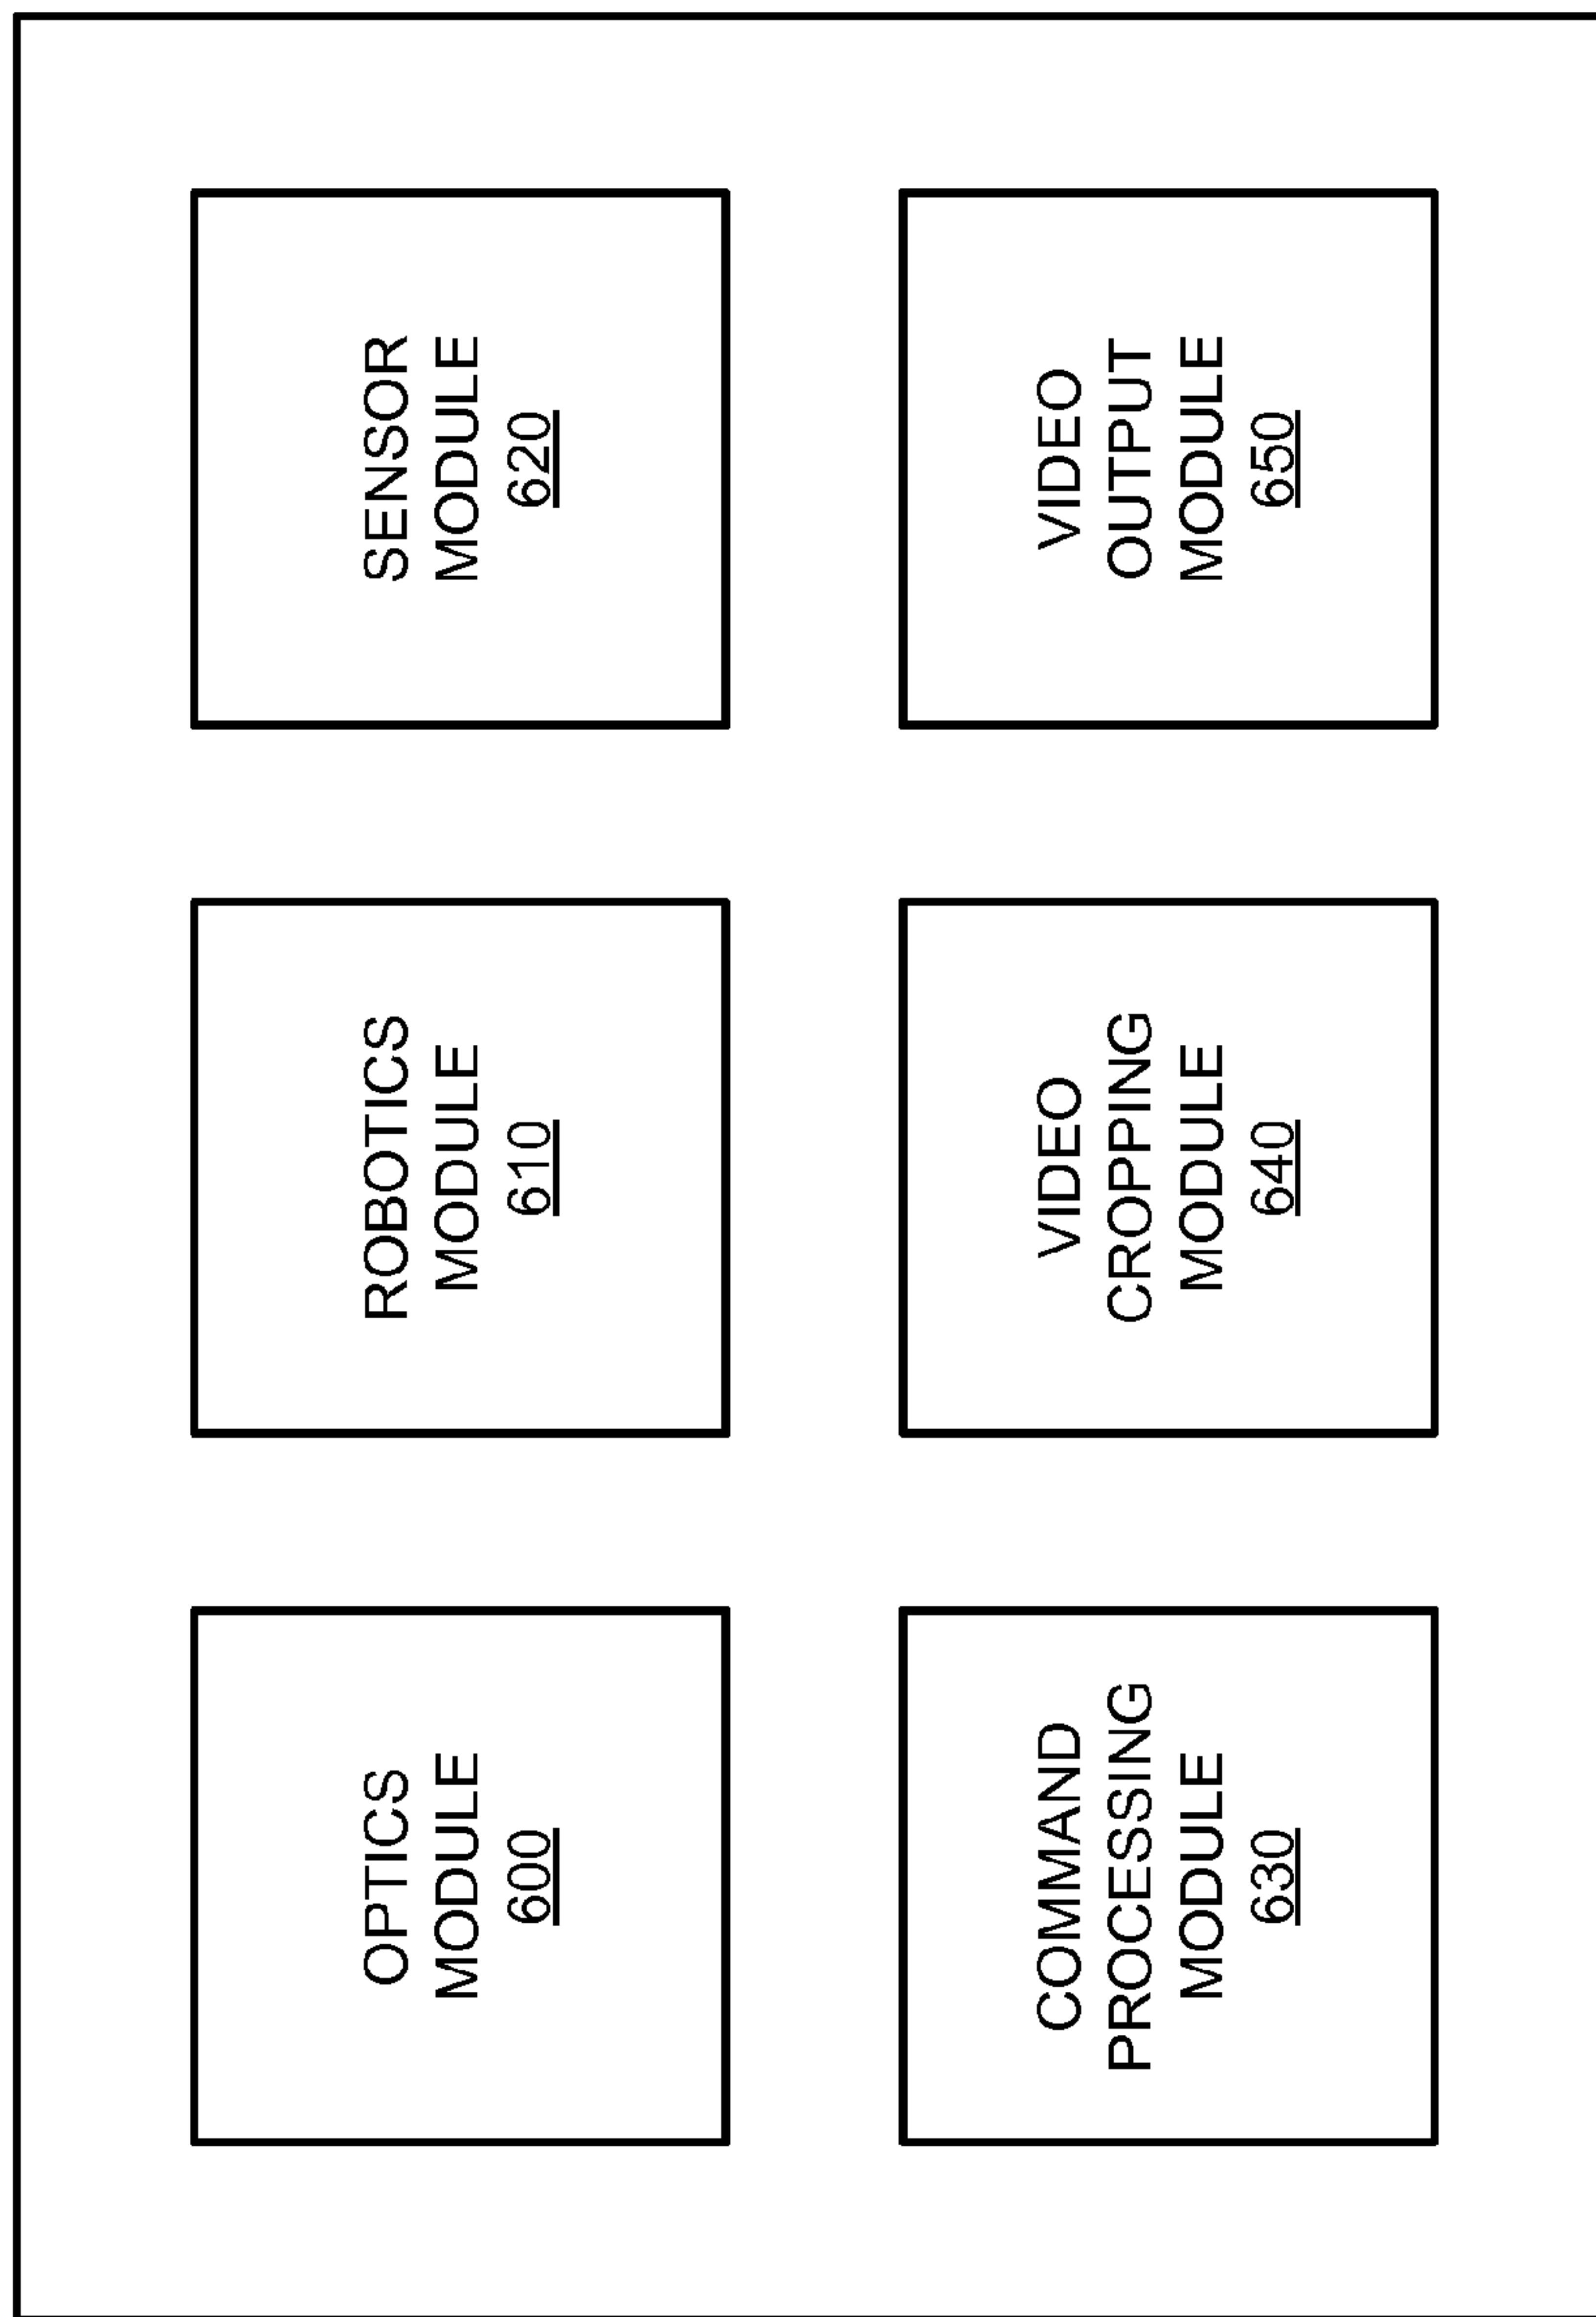 OPTICS
MODULE
600
ROBOTICS
MODULE
610
SENSOR
MODULE
620
COMMAND
PROCESSING
MODULE
630
VIDEO
CROPPING
MODULE
640
VIDEO
OUTPUT
MODULE
650